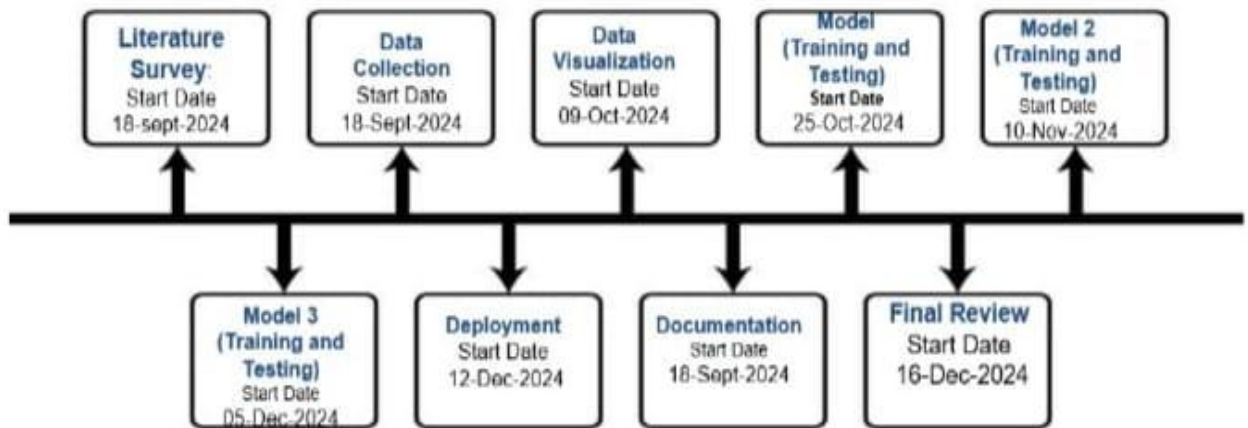 Literature
Survey:
Start Date
18-sept-2024
Data
Collection
Start Date
18-Sept-2024
Data
Visualization
Start Date
09-Oct-2024
Model
(Training and
Testing)
Start Date
25-Oct-2024
Model 2
(Training and
Testing)
Start Date
10-Nov-2024
Model 3
(Training and
Testing)
Start Date
05-Dec-2024
Deployment
Start Date
12-Dec-2024
Documentation
Start Date
18-Sept-2024
Final Review
Start Date
16-Dec-2024